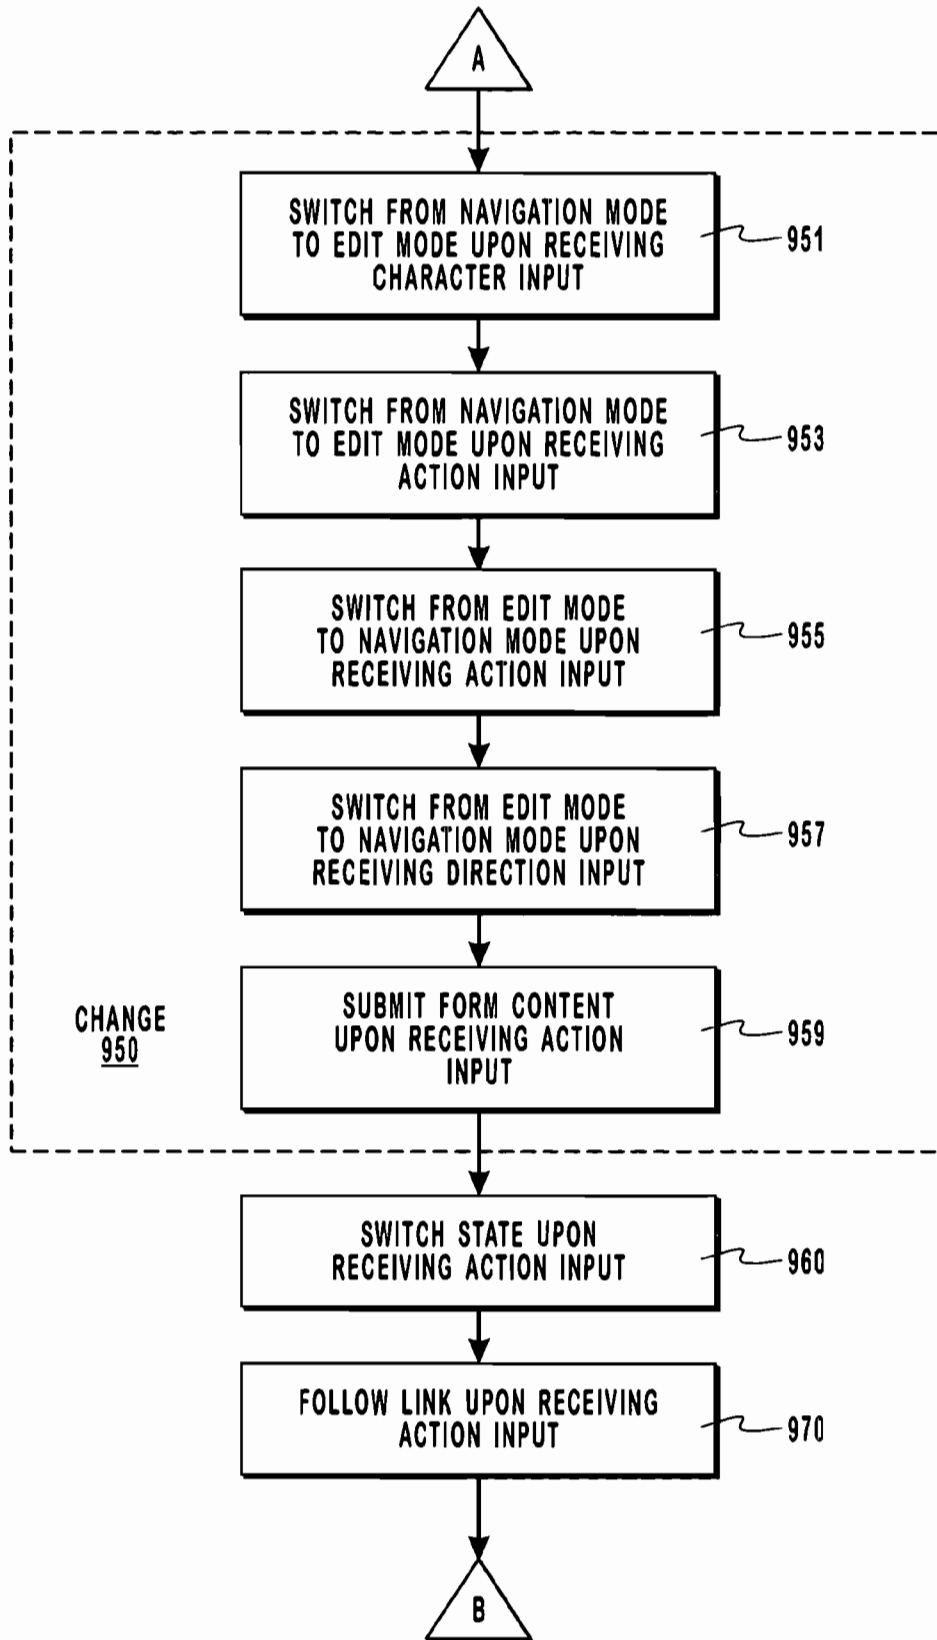 A
SWITCH FROM NAVIGATION MODE
TO EDIT MODE UPON RECEIVING
CHARACTER INPUT
951
SWITCH FROM NAVIGATION MODE
TO EDIT MODE UPON RECEIVING
ACTION INPUT
953
SWITCH FROM EDIT MODE
TO NAVIGATION MODE UPON
RECEIVING ACTION INPUT
955
SWITCH FROM EDIT MODE
TO NAVIGATION MODE UPON
RECEIVING DIRECTION INPUT
957
SUBMIT FORM CONTENT
UPON RECEIVING ACTION
INPUT
959
CHANGE
950
SWITCH STATE UPON
RECEIVING ACTION INPUT
960
FOLLOW LINK UPON RECEIVING
ACTION INPUT
970
B